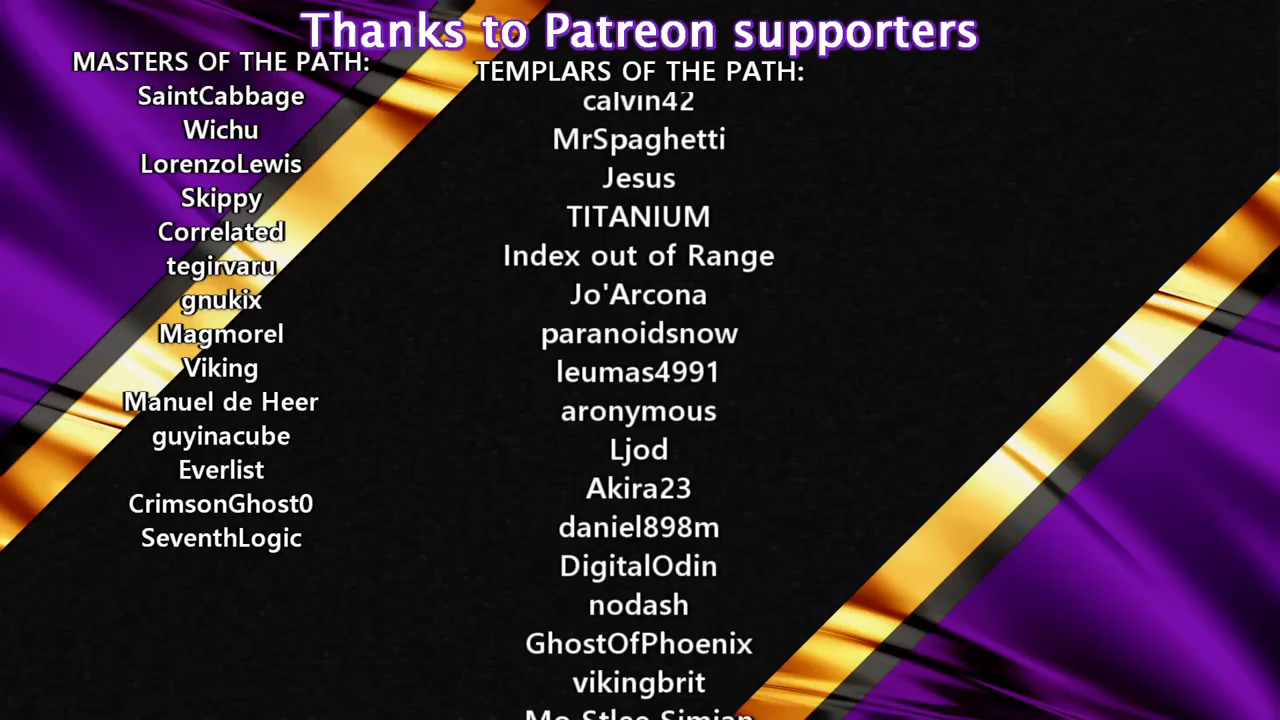 Thanks to Patreon supporters
MASTERS OF THE PATH:
SaintCabbage
Wichu
LorenzoLewis
Skippy
Correlated
tegirvaru
gnukix
Magmorel
Viking
Manuel de Heer
guyinacube
Everlist
CrimsonGhost0
SeventhLogic
TEMPLARS OF THE PATH:
calvin42
MrSpaghetti
Jesus
TITANIUM
Index out of Range
Jo'Arcona
paranoidsnow
leumas4991
aronymous
Ljod
Akira23
daniel898m
DigitalOdin
nodash
GhostOfPhoenix
vikingbrit